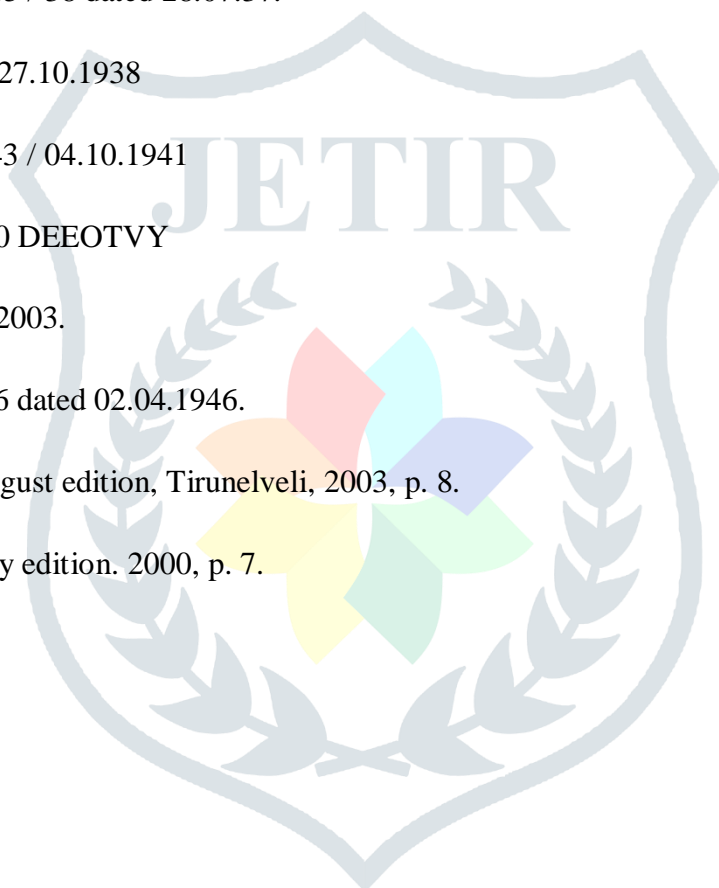 dated
27.10.1938
3 / 04.10.1941
JETIR
0 DEEOTVY
2003.
6 dated 02.04.1946.
gust edition, Tirunelveli, 2003, p. 8.
y edition. 2000, p. 7.